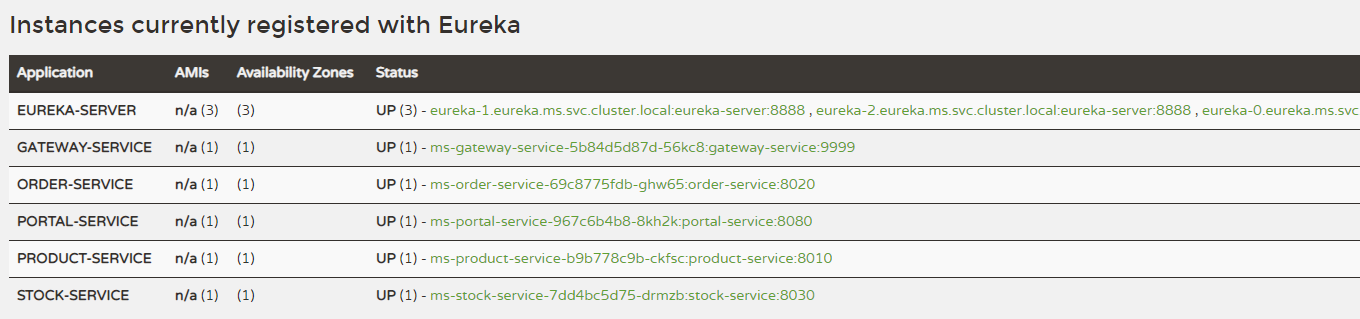 Instances currently registered with Eureka
Application AMIs Availability Zones Status
EUREKA-SERVER n/a (3) (3) UP (3) - eureka-1.eureka.ms.svc.cluster.local:eureka-server:8888 , eureka-2.eureka.ms.svc.cluster.local:eureka-server:8888 , eureka-0.eureka.ms.svc
GATEWAY-SERVICE n/a (1) (1) UP (1) - ms-gateway-service-5b84d5d87d-56kc8:gateway-service:9999
ORDER-SERVICE n/a (1) (1) UP (1) - ms-order-service-69c8775fdb-ghw65:order-service:8020
PORTAL-SERVICE n/a (1) (1) UP (1) - ms-portal-service-967c6b4b8-8kh2k:portal-service:8080
PRODUCT-SERVICE n/a (1) (1) UP (1) - ms-product-service-b9b778c9b-ckfsc:product-service:8010
STOCK-SERVICE n/a (1) (1) UP (1) - ms-stock-service-7dd4bc5d75-drmzb:stock-service:8030